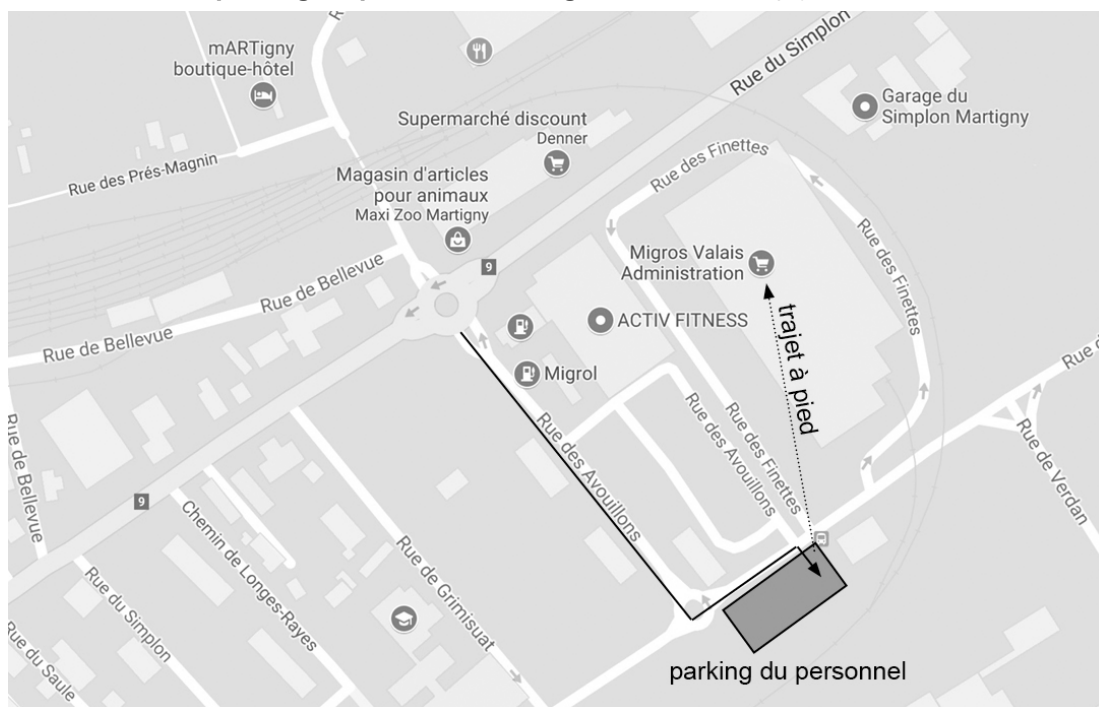 mARTigny
boutique-hôtel
Rue du Simplon
Garage du
Simplon Martigny
Supermarché discount
Denner
Rue des Finettes
Rue des Prés-Magnin
Magasin d'articles
pour animaux
Maxi Zoo Martigny
Rue des Finettes
9
Migros Valais
Administration
Rue de Bellevue
ACTIV FITNESS
Rue de Bellevue
trajet à pied
Migrol
Rue de Bellevue
Rue des Avouillons
Rue des Avouillons
Rue des Finettes
Rue de Verdan
9
Chemin de Longes-Rayes
Rue de Grimisuat
Rue du Simplon
Rue du Saule
parking du personnel